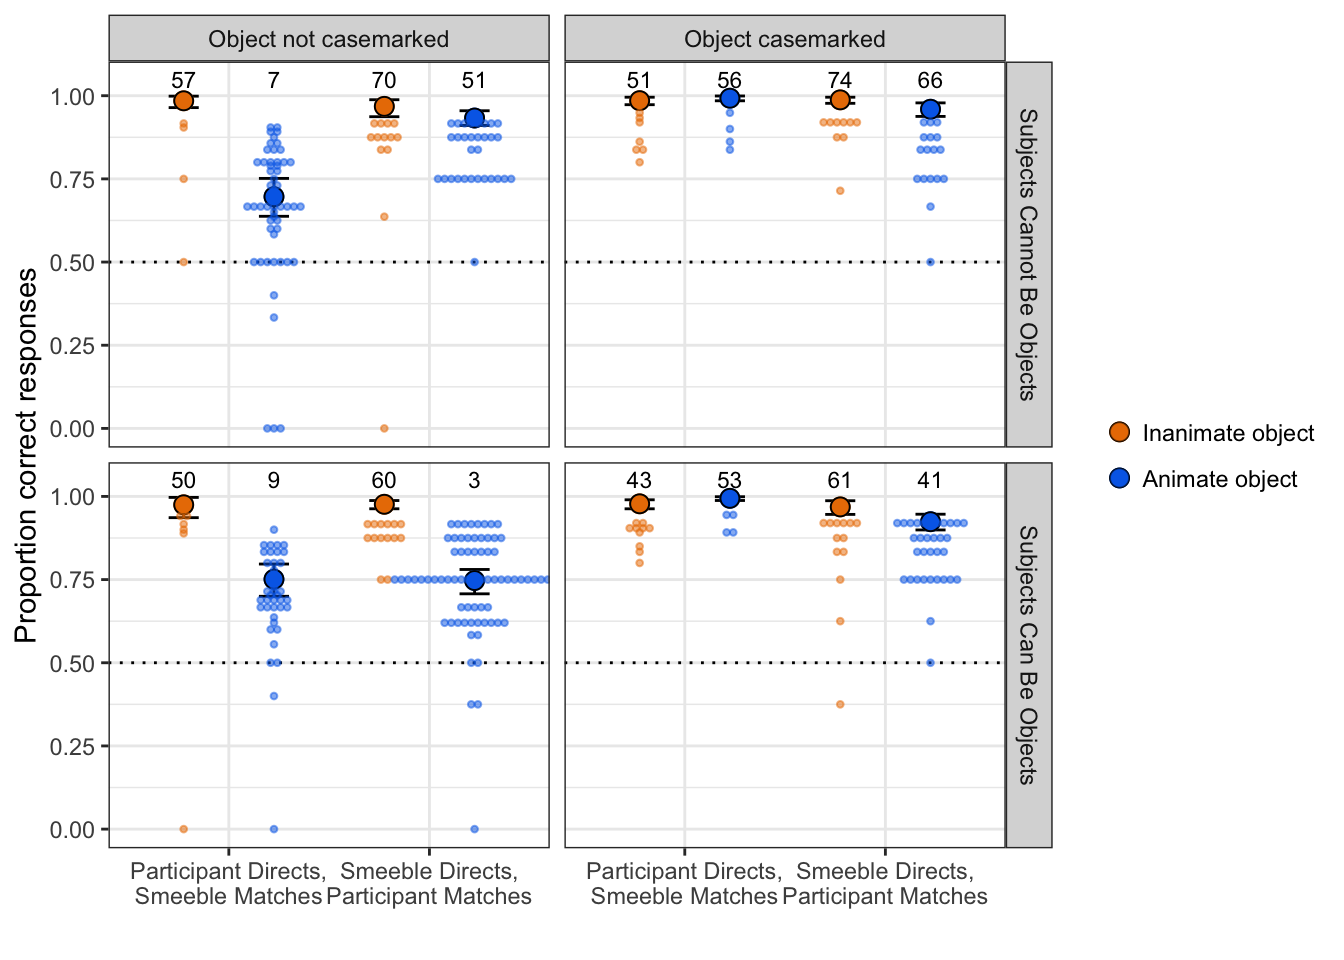 Object not casemarked
Object casemarked
57 7 70 51
51 56 74 66
1.00
0.75
0.50
0.25
0.00
Subjects Cannot Be Objects
50 9 60 3
43 53 61 41
1.00
0.75
0.50
0.25
0.00
Subjects Can Be Objects
Proportion correct responses
Participant Directs,
Smeeble Matches
Smeeble Directs,
Participant Matches
Participant Directs,
Smeeble Matches
Smeeble Directs,
Participant Matches
Inanimate object
Animate object